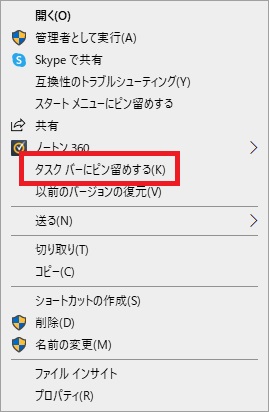 開く(O)
管理者として実行(A)
Skype で共有
互換性のトラブルシューティング(Y)
スタート メニューにピン留めする
共有
ノートン 360
タスク バーにピン留めする(K)
以前のバージョンの復元(V)
送る(N)
切り取り(T)
コピー(C)
ショートカットの作成(S)
削除(D)
名前の変更(M)
ファイル インサイト
プロパティ(R)